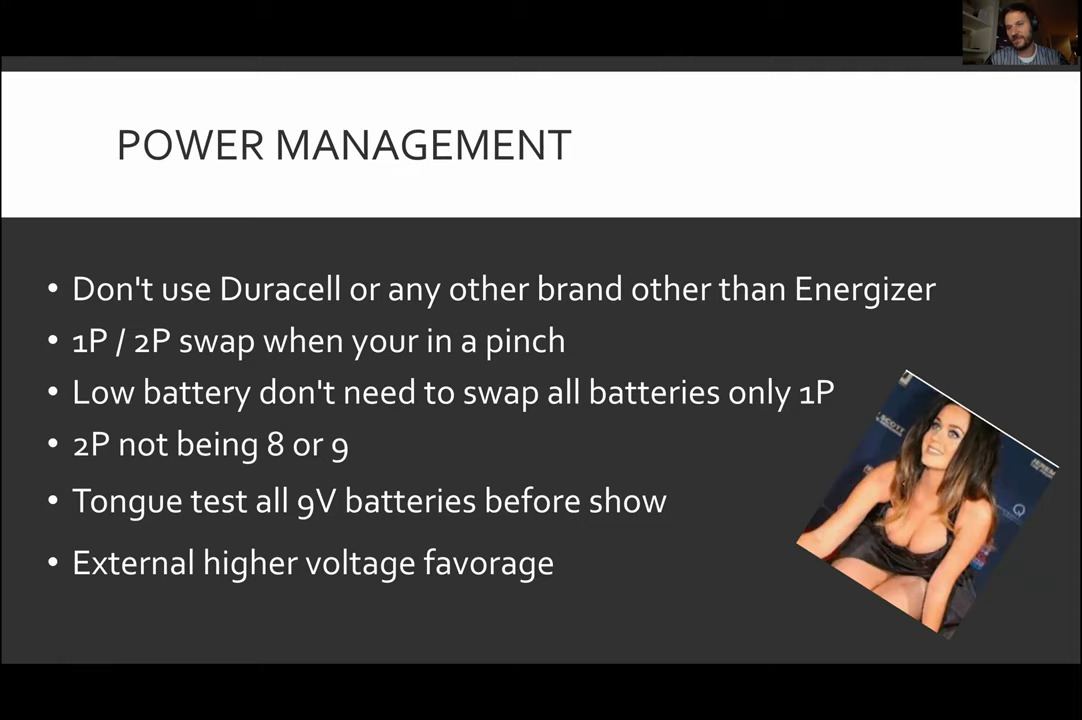 POWER MANAGEMENT
• Don't use Duracell or any other brand other than Energizer
• 1P / 2P swap when your in a pinch
• Low battery don't need to swap all batteries only 1P
• 2P not being 8 or 9
• Tongue test all 9V batteries before show
• External higher voltage favorage
SCOTT